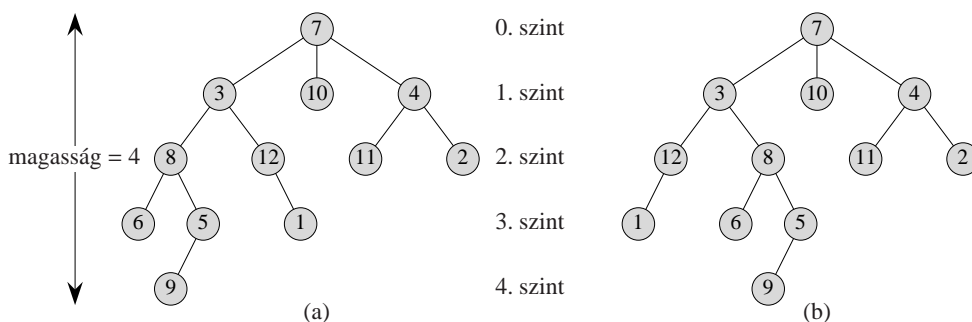 7 0. szint 7
3 10 4 1. szint 3 10 4
magasság = 4 8 12 11 2 2. szint 12 8 11 2
6 5 1 3. szint 1 6 5
9 4. szint 9
(a) (b)